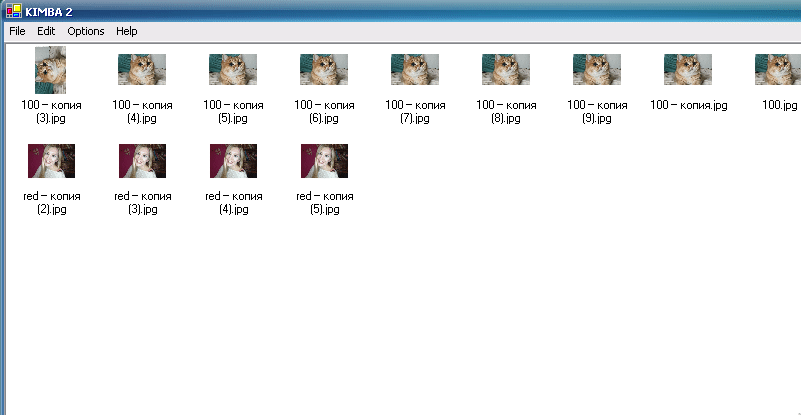 KIMBA 2
File Edit Options Help
100 – копия (3).jpg
100 – копия (4).jpg
100 – копия (5).jpg
100 – копия (6).jpg
100 – копия (7).jpg
100 – копия (8).jpg
100 – копия (9).jpg
100 – копия.jpg
100.jpg
red – копия (2).jpg
red – копия (3).jpg
red – копия (4).jpg
red – копия (5).jpg